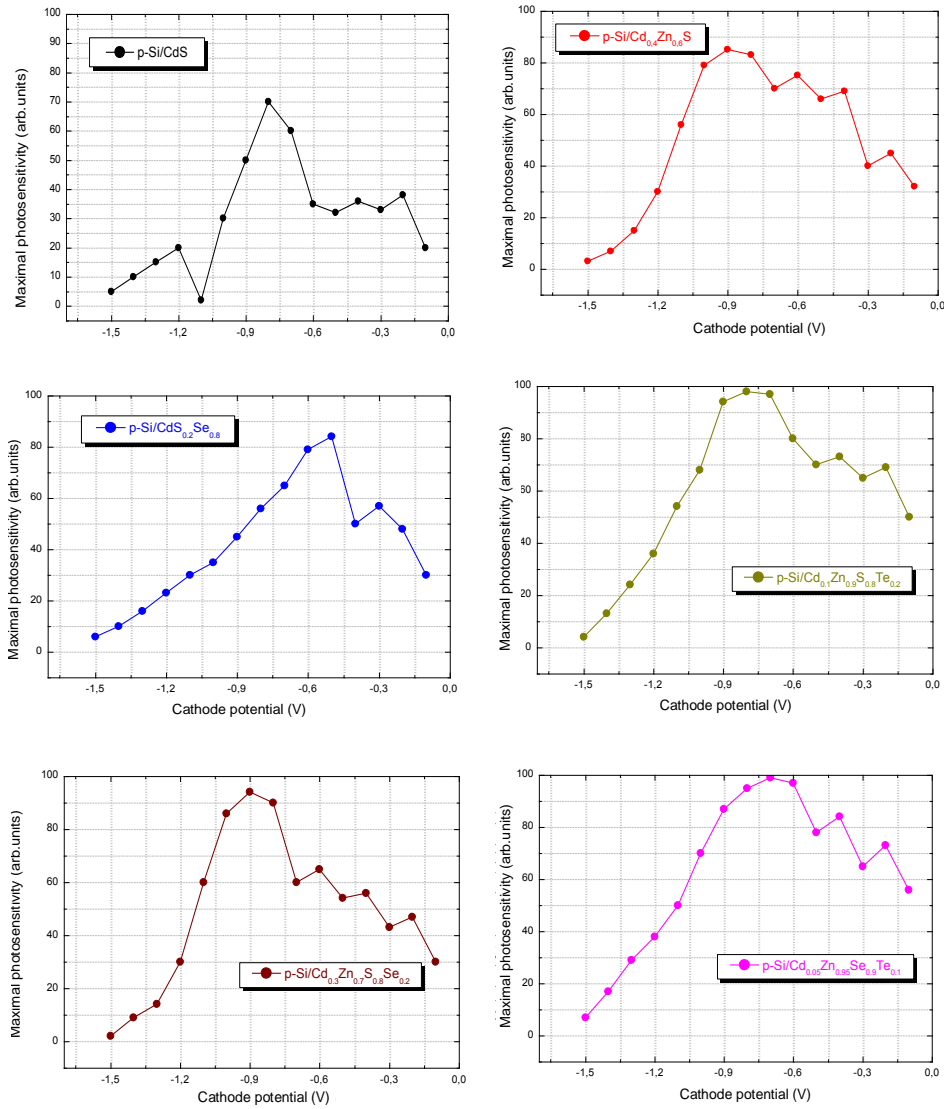 Maximal photosensitivity (arb.units)
100
90
80
70
60
50
40
30
20
10
0
p-Si/CdS
-1,5 -1,2 -0,9 -0,6 -0,3 0,0
Maximal photosensitivity (arb.units)
100
80
60
40
20
0
p-Si/Cd0,4Zn0,6S
-1,5 -1,2 -0,9 -0,6 -0,3 0,0
Cathode potential (V)
Maximal photosensitivity (arb.units)
100
80
60
40
20
0
p-Si/CdS0.2Se0.8
-1,5 -1,2 -0,9 -0,6 -0,3 0,0
Cathode potential (V)
Maximal photosensitivity (arb.units)
100
80
60
40
20
0
p-Si/Cd0.1Zn0.9S0.8Te0.2
-1,5 -1,2 -0,9 -0,6 -0,3 0,0
Cathode potential (V)
Maximal photosensitivity (arb.units)
100
80
60
40
20
0
p-Si/Cd0.3Zn0.7S0.8Se0.2
-1,5 -1,2 -0,9 -0,6 -0,3 0,0
Cathode potential (V)
Maximal photosensitivity (arb.units)
100
80
60
40
20
0
p-Si/Cd0.05Zn0.95Se0.9Te0.1
-1,5 -1,2 -0,9 -0,6 -0,3 0,0
Cathode potential (V)